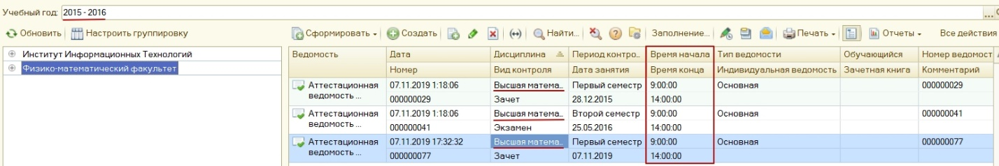 Учебный год: 2015 - 2016
Обновить Настроить группировку Сформировать Создать Найти... Заполнение... Печать Отчеты Все действия
Институт Информационных Технологий
Физико-математический факультет
Ведомость Дата Дисциплина Период контро... Время начала Тип ведомости Обучающийся Номер ведомост
Номер Вид контроля Дата занятия Время конца Индивидуальная ведомость Зачетная книга Комментарий
Аттестационная 07.11.2019 1:18:06 Высшая матема... Первый семестр 9:00:00 Основная 000000029
ведомость ... 000000029 Зачет 28.12.2015 14:00:00
Аттестационная 07.11.2019 1:18:06 Высшая матема... Второй семестр 9:00:00 Основная 000000041
ведомость ... 000000041 Экзамен 25.05.2016 14:00:00
Аттестационная 07.11.2019 17:32:32 Высшая матема... Первый семестр 9:00:00 Основная 000000077
ведомость ... 000000077 Зачет 07.11.2019 14:00:00